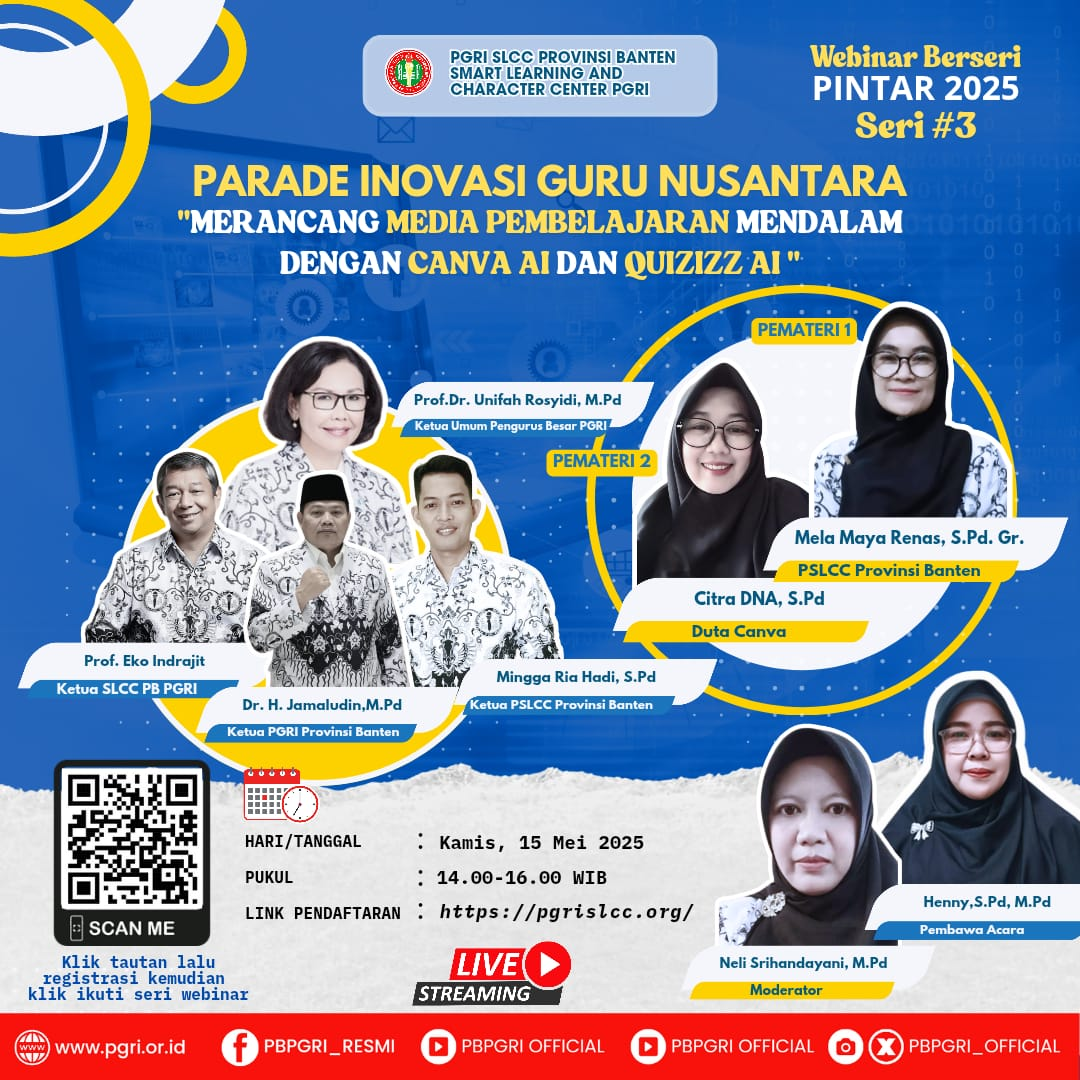 PGRI SLCC PROVINSI BANTEN
SMART LEARNING AND
CHARACTER CENTER PGRI
Webinar Berseri
PINTAR 2025
Seri #3
PARADE INOVASI GURU NUSANTARA
"MERANCANG MEDIA PEMBELAJARAN MENDALAM
DENGAN CANVA AI DAN QUIZIZZ AI "
PEMATERI 1
Prof.Dr. Unifah Rosyidi, M.Pd
Ketua Umum Pengurus Besar PGRI
PEMATERI 2
Mela Maya Renas, S.Pd. Gr.
PSLCC Provinsi Banten
Citra DNA, S.Pd
Duta Canva
Prof. Eko Indrajit
Ketua SLCC PB PGRI
Dr. H. Jamaludin,M.Pd
Ketua PGRI Provinsi Banten
Mingga Ria Hadi, S.Pd
Ketua PSLCC Provinsi Banten
SCAN ME
Klik tautan lalu
registrasi kemudian
klik ikuti seri webinar
HARI/TANGGAL : Kamis, 15 Mei 2025
PUKUL : 14.00-16.00 WIB
LINK PENDAFTARAN : https://pgrislcc.org/
LIVE
STREAMING
Henny,S.Pd, M.Pd
Pembawa Acara
Neli Srihandayani, M.Pd
Moderator
www www.pgri.or.id PBPGRI_RESMI PBPGRI OFFICIAL PBPGRI OFFICIAL PBPGRI_OFFICIAL